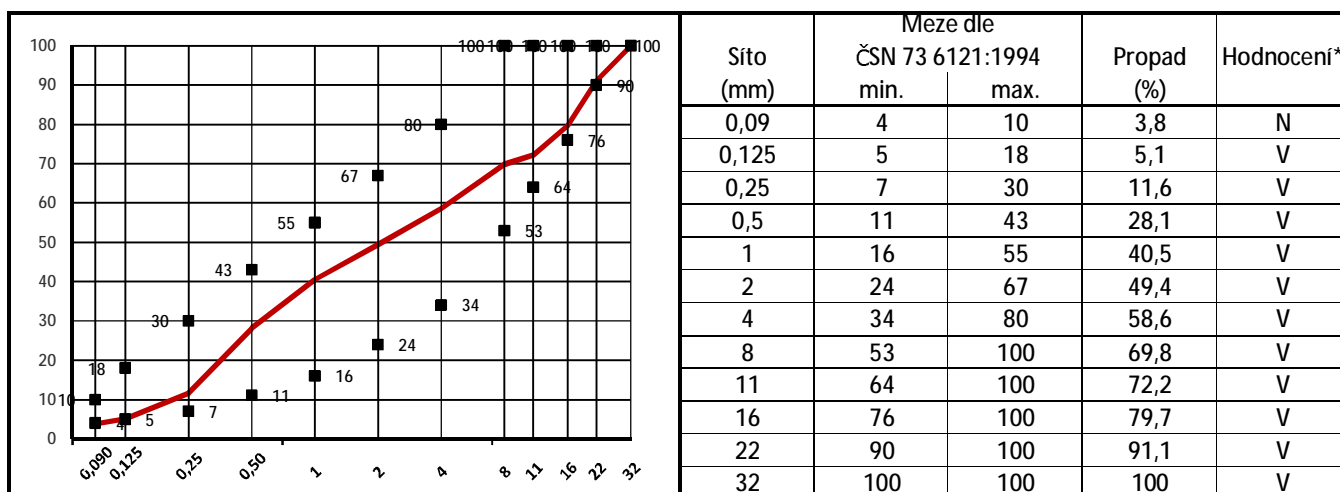 100
90
80
70
60
50
40
30
20
10
0
10 18 30 43 55 67 80 100 100 100 100 100 100
4 5 7 11 16 24 34 53 64 76 90
0,090 0,125 0,25 0,50 1 2 4 8 11 16 22 32
Meze dle
Síto ČSN 73 6121:1994 Propad Hodnocení*
(mm) min. max. (%)
0,09 4 10 3,8 N
0,125 5 18 5,1 V
0,25 7 30 11,6 V
0,5 11 43 28,1 V
1 16 55 40,5 V
2 24 67 49,4 V
4 34 80 58,6 V
8 53 100 69,8 V
11 64 100 72,2 V
16 76 100 79,7 V
22 90 100 91,1 V
32 100 100 100 V